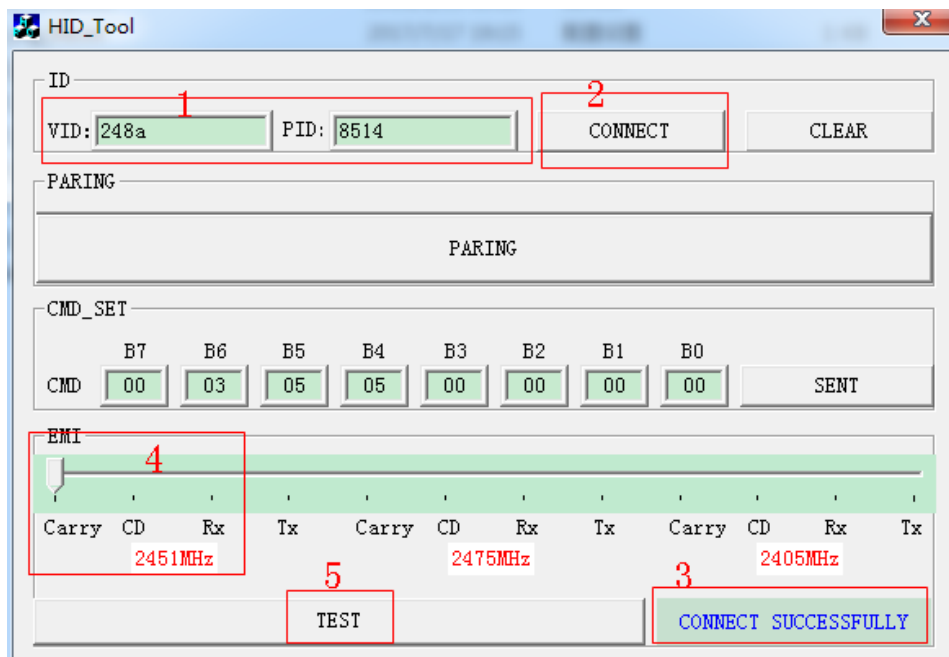 HID_Tool
ID
1
2
VID: 248a PID: 8514 CONNECT CLEAR
PARING
PARING
CMD_SET
B7 B6 B5 B4 B3 B2 B1 B0
CMD 00 03 05 05 00 00 00 00 SENT
EMI
4
Carry CD Rx Tx Carry CD Rx Tx Carry CD Rx Tx
2451MHz 2475MHz 2405MHz
5 3
TEST CONNECT SUCCESSFULLY